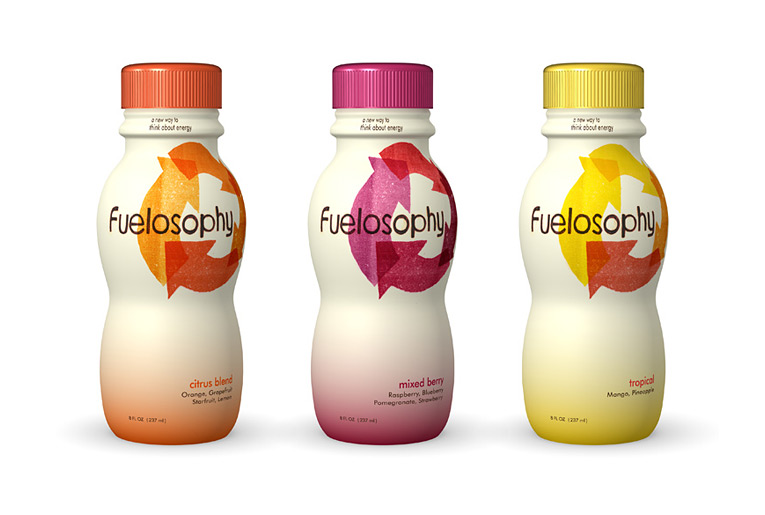 a new way to
think about energy
Fuelosophy
citrus blend
Orange, Grapefruit
Starfruit, Lemon
8 FL OZ. (237 ml)
a new way to
think about energy
Fuelosophy
mixed berry
Raspberry, Blueberry
Pomegranate, Strawberry
8 FL OZ. (237 ml)
a new way to
think about energy
Fuelosophy
tropical
Mango, Pineapple
8 FL OZ. (237 ml)